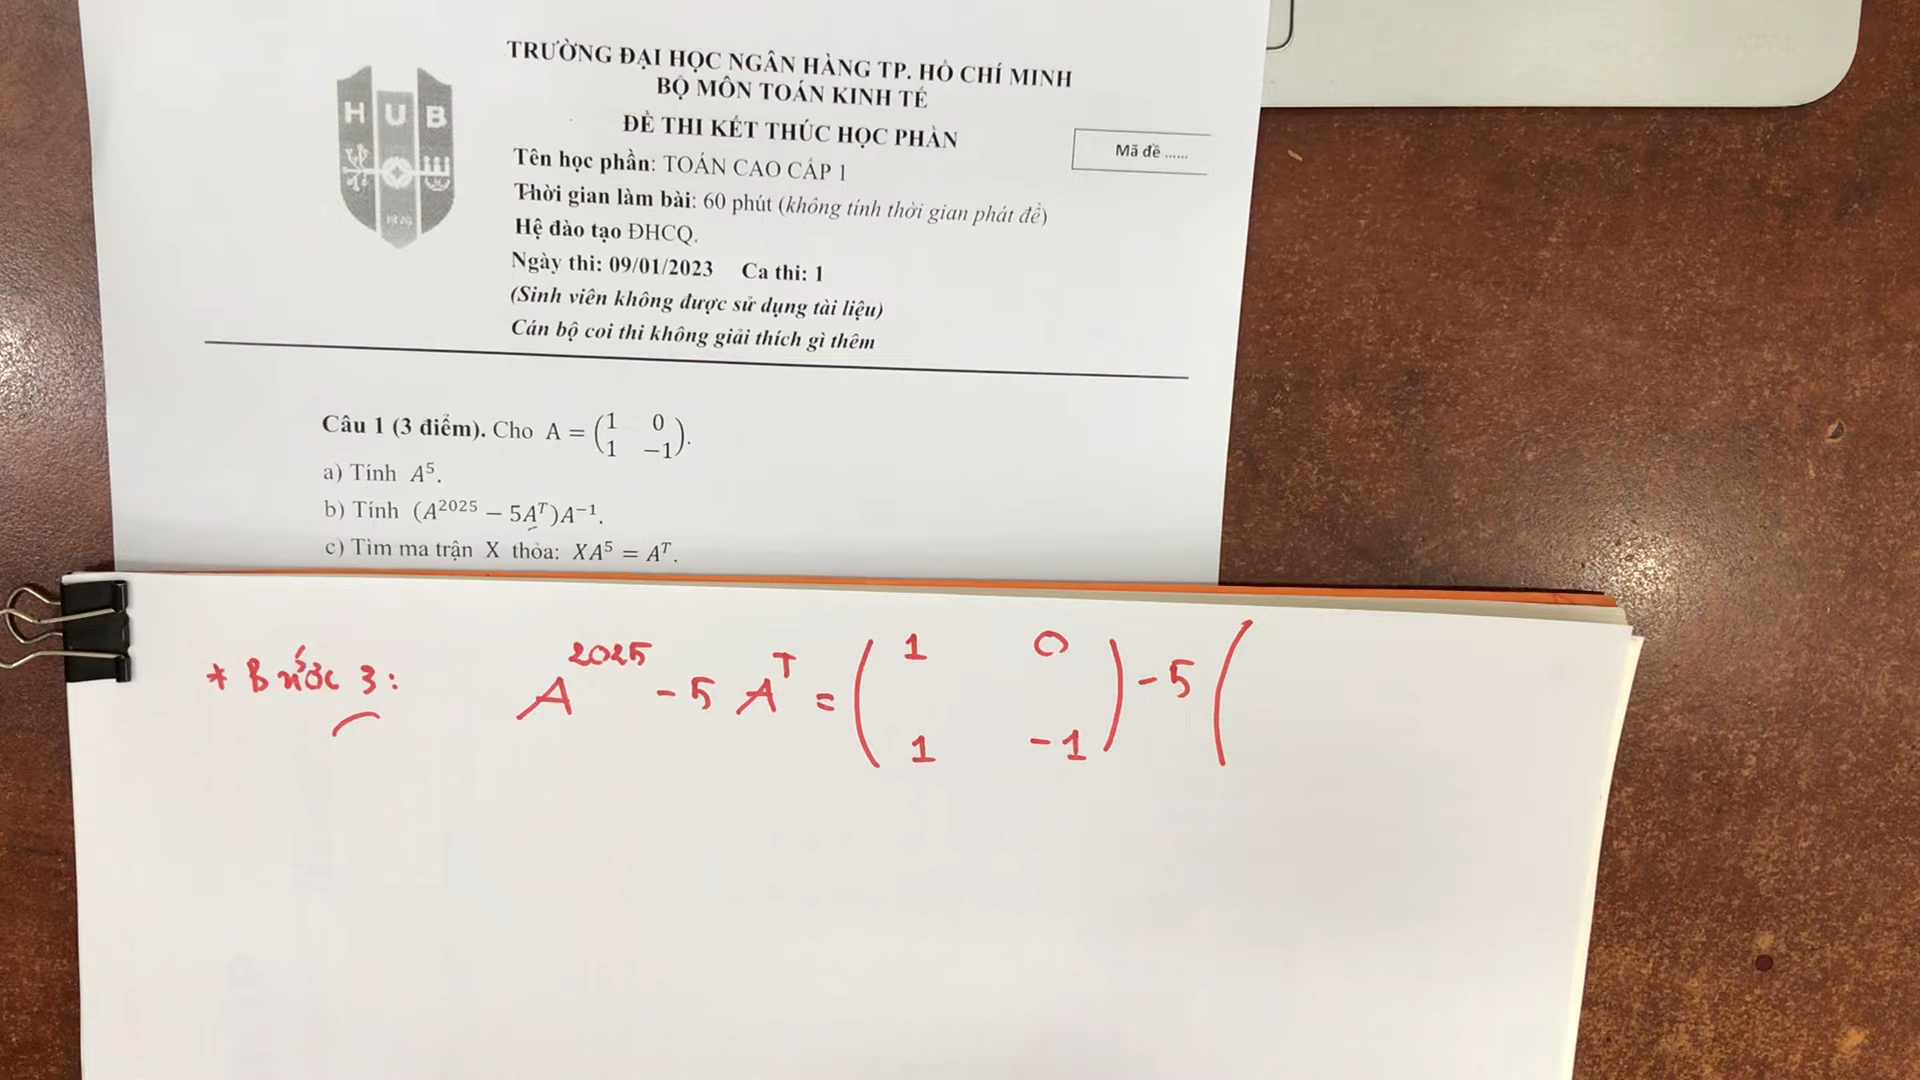 TRƯỜNG ĐẠI HỌC NGÂN HÀNG TP. HỒ CHÍ MINH
BỘ MÔN TOÁN KINH TẾ
ĐỀ THI KẾT THÚC HỌC PHẦN
Mã đề ......
HUB
Tên học phần: TOÁN CAO CẤP 1
Thời gian làm bài: 60 phút (không tính thời gian phát đề)
Hệ đào tạo ĐHCQ.
Ngày thi: 09/01/2023 Ca thi: 1
(Sinh viên không được sử dụng tài liệu)
Cán bộ coi thi không giải thích gì thêm
Câu 1 (3 điểm). Cho A = (1 0
1 −1).
a) Tính A⁵.
b) Tính (A²⁰²⁵ − 5Aᵀ)A⁻¹.
c) Tìm ma trận X thỏa: XA⁵ = Aᵀ.
* Bước 3: A²⁰²⁵ - 5 Aᵀ = (1 0
1 -1) - 5 (